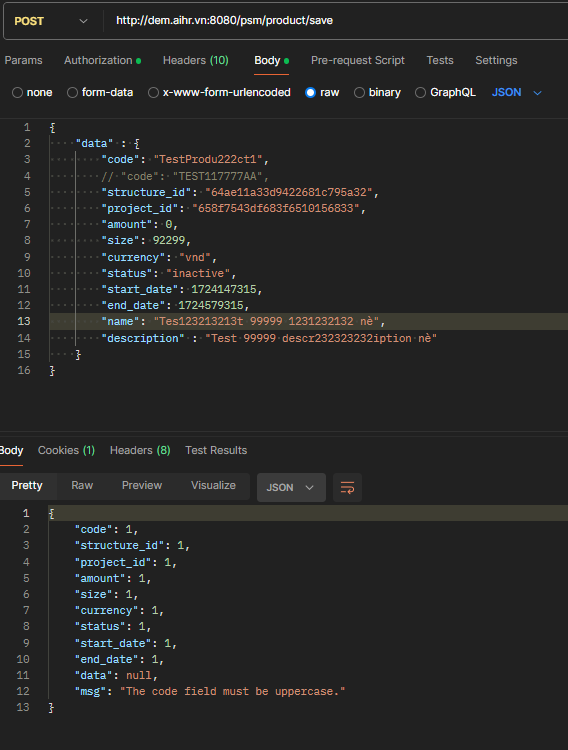 POST http://dem.aihr.vn:8080/psm/product/save
Params Authorization Headers (10) Body Pre-request Script Tests Settings
none form-data x-www-form-urlencoded raw binary GraphQL JSON
1 {
2 "data" : {
3 "code": "TestProdu222ct1",
4 // "code": "TEST117777AA",
5 "structure_id": "64ae11a33d9422681c795a32",
6 "project_id": "658f7543df683f6510156833",
7 "amount": 0,
8 "size": 92299,
9 "currency": "vnd",
10 "status": "inactive",
11 "start_date": 1724147315,
12 "end_date": 1724579315,
13 "name": "Tes123213213t 99999 1231232132 nè",
14 "description" : "Test 99999 descr232323232iption nè"
15 }
16 }
Body Cookies (1) Headers (8) Test Results
Pretty Raw Preview Visualize JSON
1 {
2 "code": 1,
3 "structure_id": 1,
4 "project_id": 1,
5 "amount": 1,
6 "size": 1,
7 "currency": 1,
8 "status": 1,
9 "start_date": 1,
10 "end_date": 1,
11 "data": null,
12 "msg": "The code field must be uppercase."
13 }